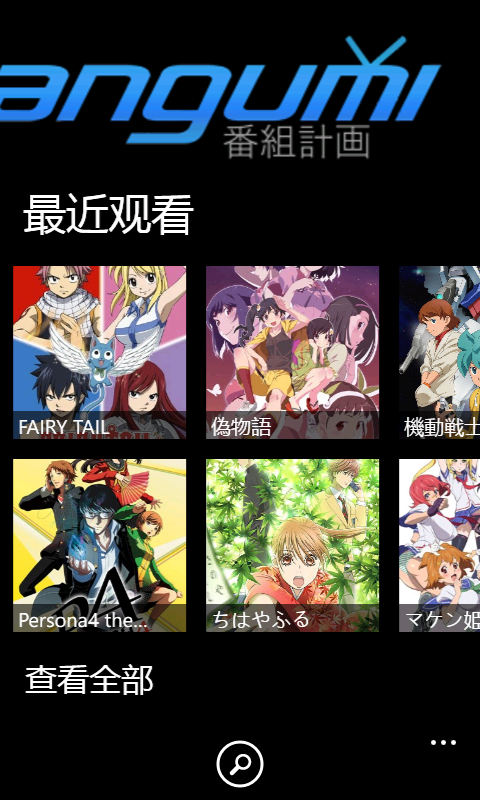 angumi
番組計画
最近观看
FAIRY TAIL
偽物語
機動戦士
Persona4 the...
ちはやふる
マケン姫
查看全部